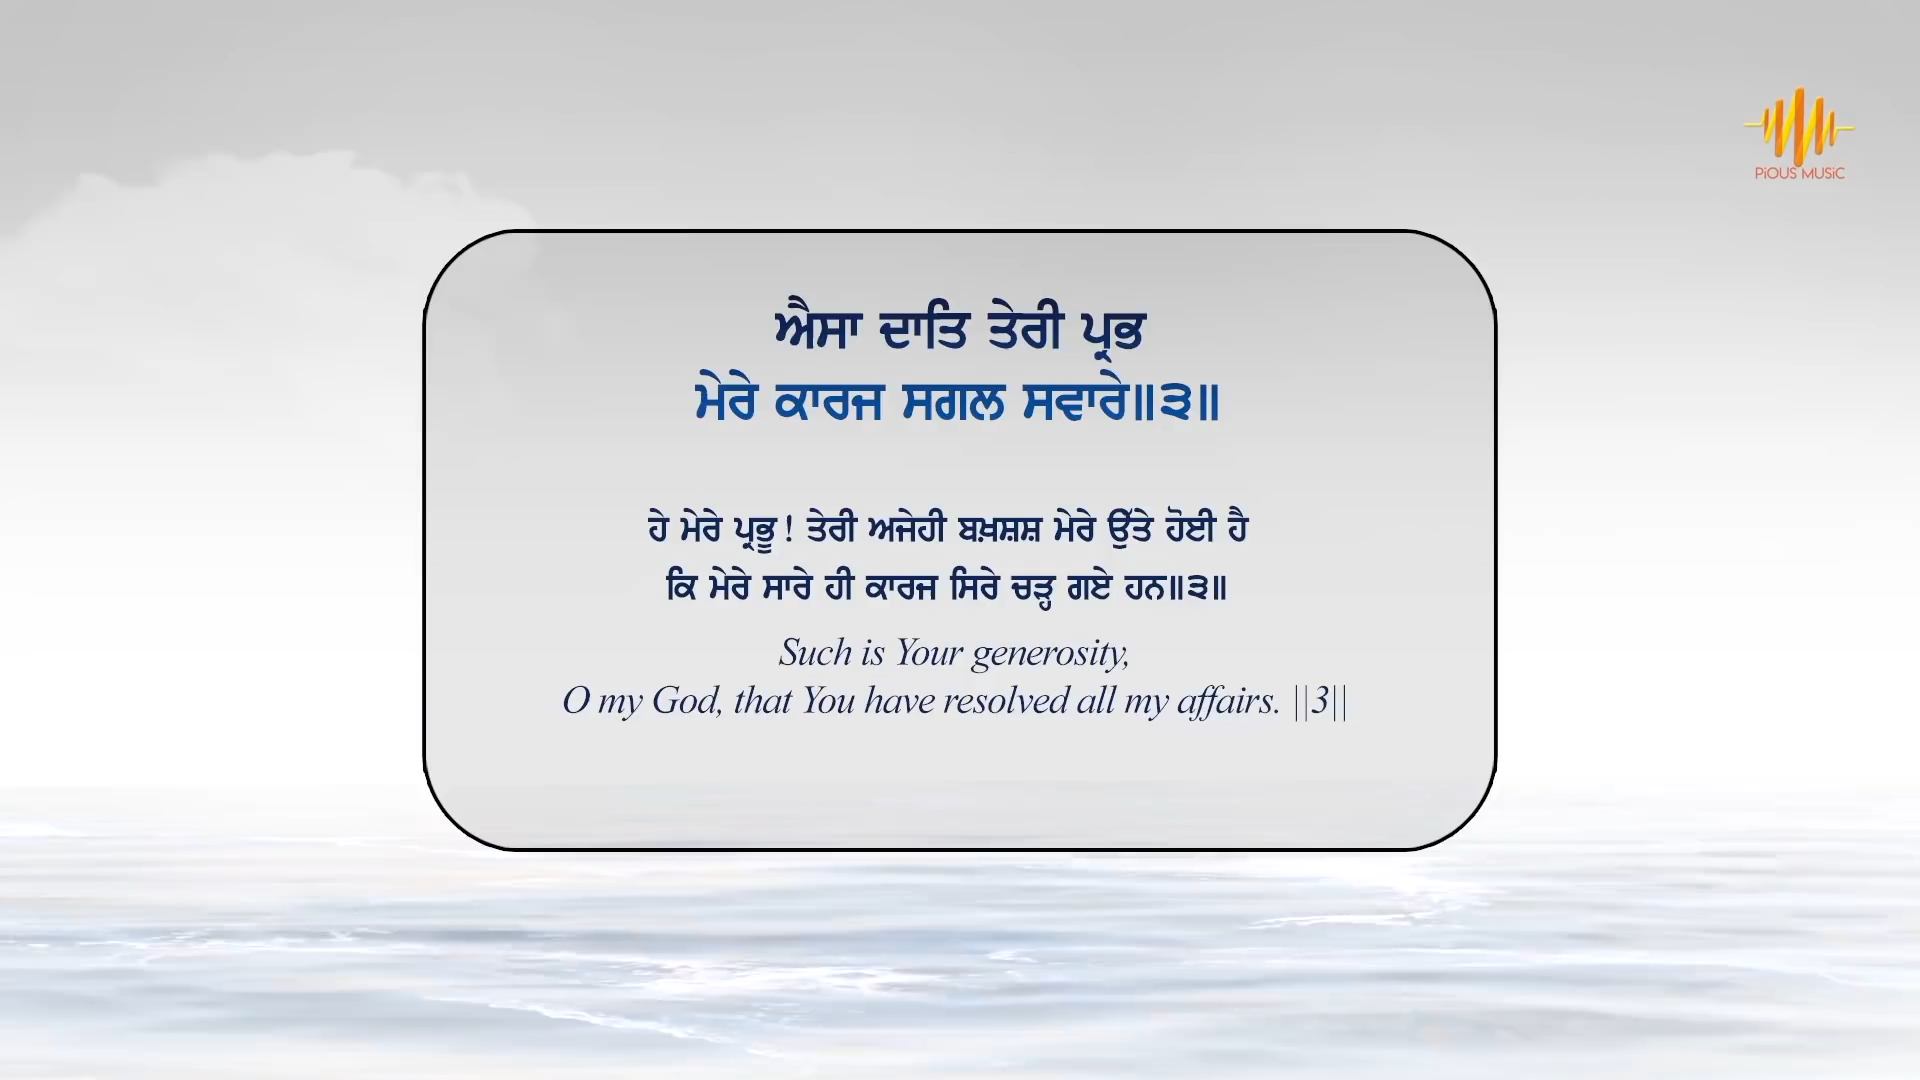 PiOUS MUSiC
ਐਸਾ ਦਾਤਿ ਤੇਰੀ ਪ੍ਰਭ
ਮੇਰੇ ਕਾਰਜ ਸਗਲ ਸਵਾਰੇ॥੩॥
ਹੇ ਮੇਰੇ ਪ੍ਰਭੂ! ਤੇਰੀ ਅਜੇਹੀ ਬਖ਼ਸ਼ਸ਼ ਮੇਰੇ ਉੱਤੇ ਹੋਈ ਹੈ
ਕਿ ਮੇਰੇ ਸਾਰੇ ਹੀ ਕਾਰਜ ਸਿਰੇ ਚੜ੍ਹ ਗਏ ਹਨ॥੩॥
Such is Your generosity,
O my God, that You have resolved all my affairs. ||3||